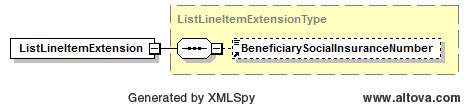 ListLineItemExtensionType
ListLineItemExtension
BeneficiarySocialInsuranceNumber
Generated by XMLSpy
www.altova.com